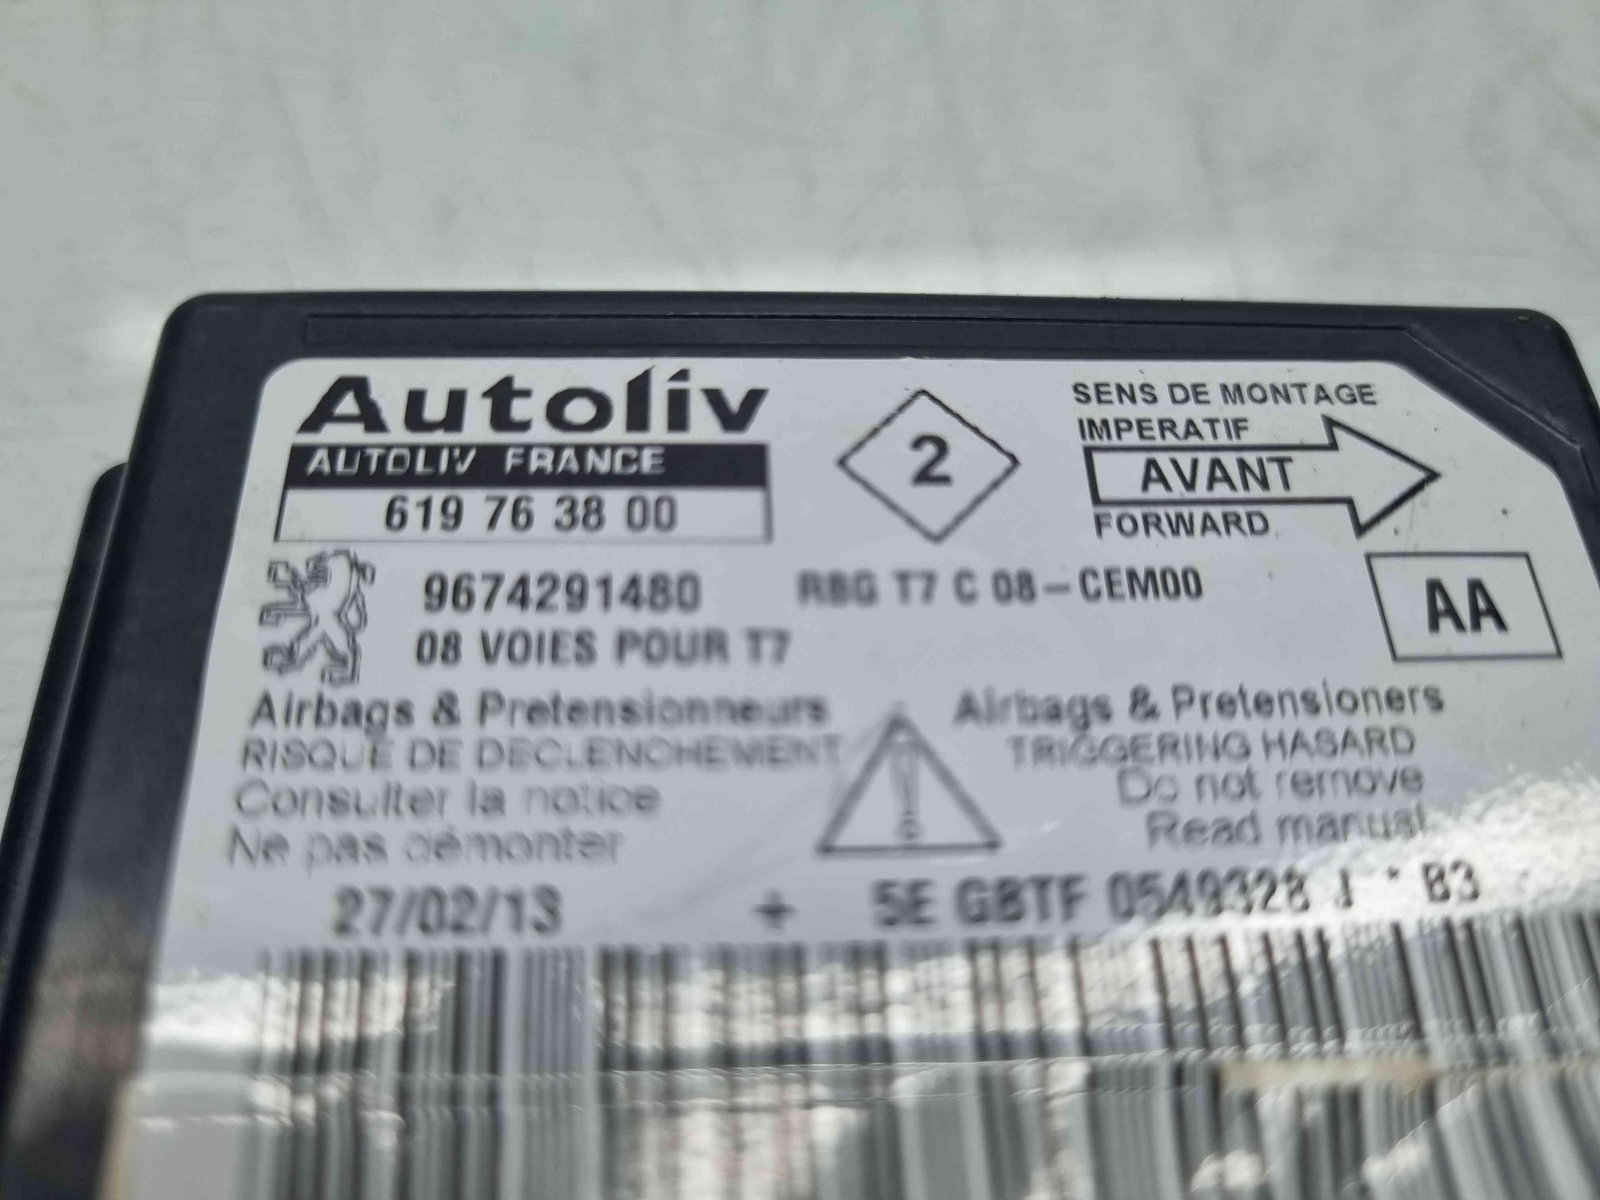 Autoliv
AUTOLIV FRANCE
619 76 38 00
2
SENS DE MONTAGE
IMPERATIF
AVANT
FORWARD
9674291480
RBG T7 C 08-CEM00
AA
08 VOIES POUR T7
Airbags & Pretensionneurs
RISQUE DE DECLENCHEMENT
Consulter la notice
Ne pas démonter
!
Airbags & Pretensioners
TRIGGERING HASARD
Do not remove
Read manual
27/02/13 + 5E GBTF 0549328 J * B3